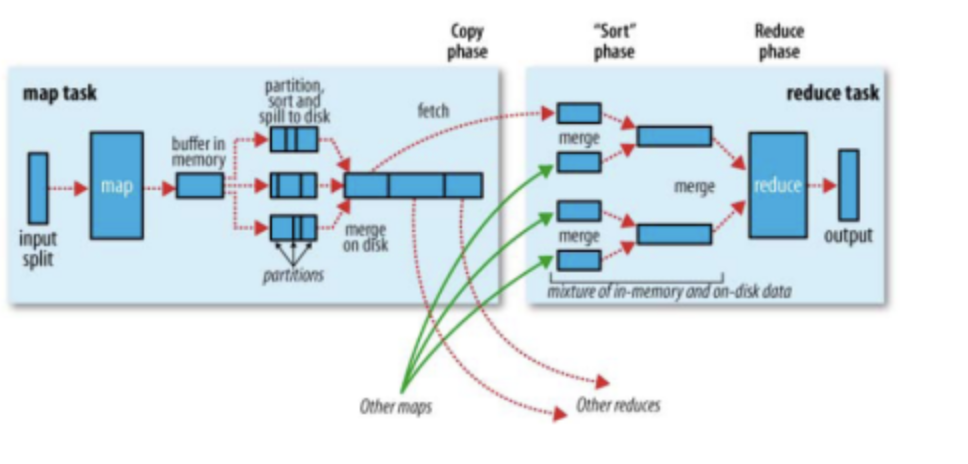 Copy
phase
"Sort"
phase
Reduce
phase
map task
reduce task
partition,
sort and
spill to disk
fetch
buffer in
memory
merge
map
merge
reduce
input
split
merge
on disk
merge
output
partitions
mixture of in-memory and on-disk data
Other maps
Other reduces